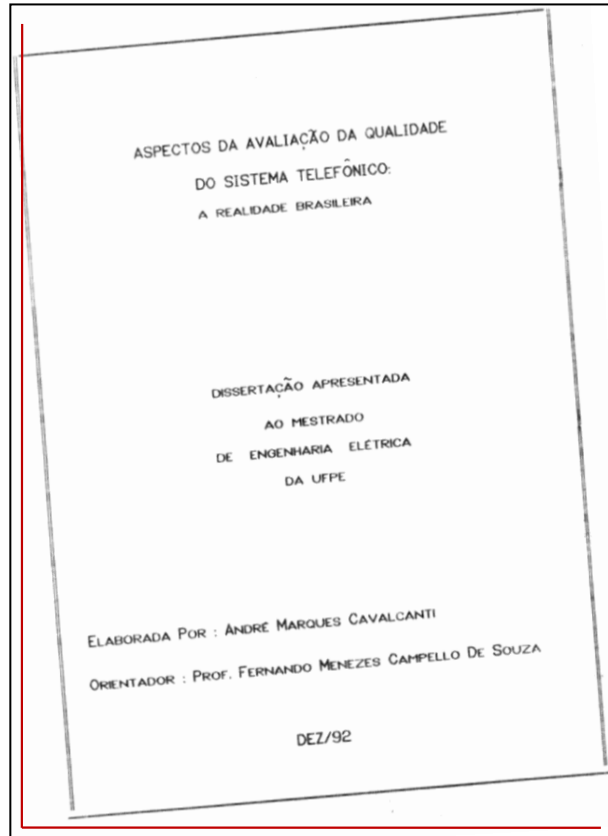 ASPECTOS DA AVALIAÇÃO DA QUALIDADE
DO SISTEMA TELEFÔNICO:
A REALIDADE BRASILEIRA
DISSERTAÇÃO APRESENTADA
AO MESTRADO
DE ENGENHARIA ELÉTRICA
DA UFPE
ELABORADA POR : ANDRÉ MARQUES CAVALCANTI
ORIENTADOR : PROF. FERNANDO MENEZES CAMPELLO DE SOUZA
DEZ/92